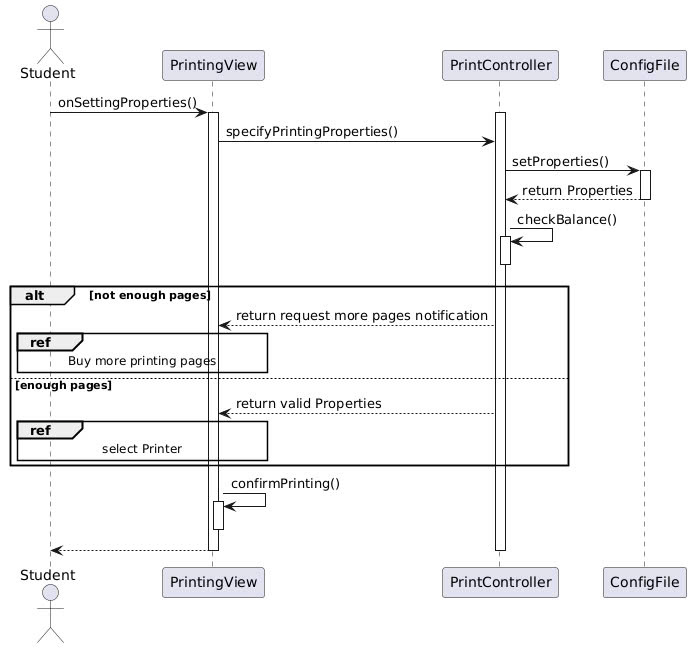 Student
PrintingView
PrintController
ConfigFile
onSettingProperties()
specifyPrintingProperties()
setProperties()
return Properties
checkBalance()
alt
[not enough pages]
return request more pages notification
ref
Buy more printing pages
[enough pages]
return valid Properties
ref
select Printer
confirmPrinting()
Student
PrintingView
PrintController
ConfigFile